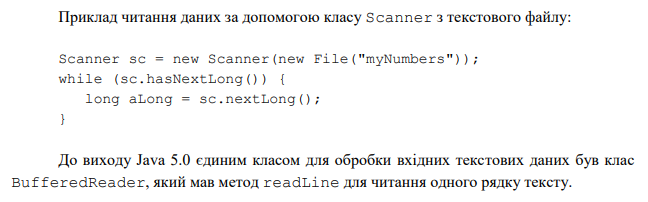 Приклад читання даних за допомогою класу Scanner з текстового файлу:
Scanner sc = new Scanner(new File("myNumbers"));
while (sc.hasNextLong()) {
   long aLong = sc.nextLong();
}
До виходу Java 5.0 єдиним класом для обробки вхідних текстових даних був клас
BufferedReader, який мав метод readLine для читання одного рядку тексту.